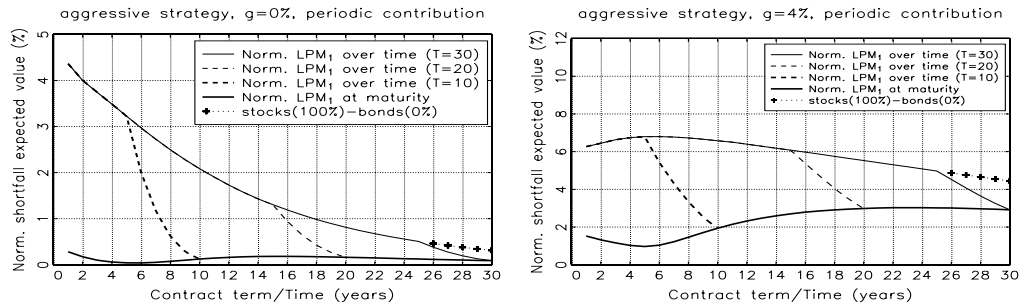 aggressive strategy, g=0%, periodic contribution
Norm. shortfall expected value (%)
5
4
3
2
1
0
Norm. LPM₁ over time (T=30)
Norm. LPM₁ over time (T=20)
Norm. LPM₁ over time (T=10)
Norm. LPM₁ at maturity
stocks(100%)−bonds(0%)
0 2 4 6 8 10 12 14 16 18 20 22 24 26 28 30
Contract term/Time (years)
aggressive strategy, g=4%, periodic contribution
Norm. shortfall expected value (%)
12
10
8
6
4
2
0
Norm. LPM₁ over time (T=30)
Norm. LPM₁ over time (T=20)
Norm. LPM₁ over time (T=10)
Norm. LPM₁ at maturity
stocks(100%)−bonds(0%)
0 2 4 6 8 10 12 14 16 18 20 22 24 26 28 30
Contract term/Time (years)